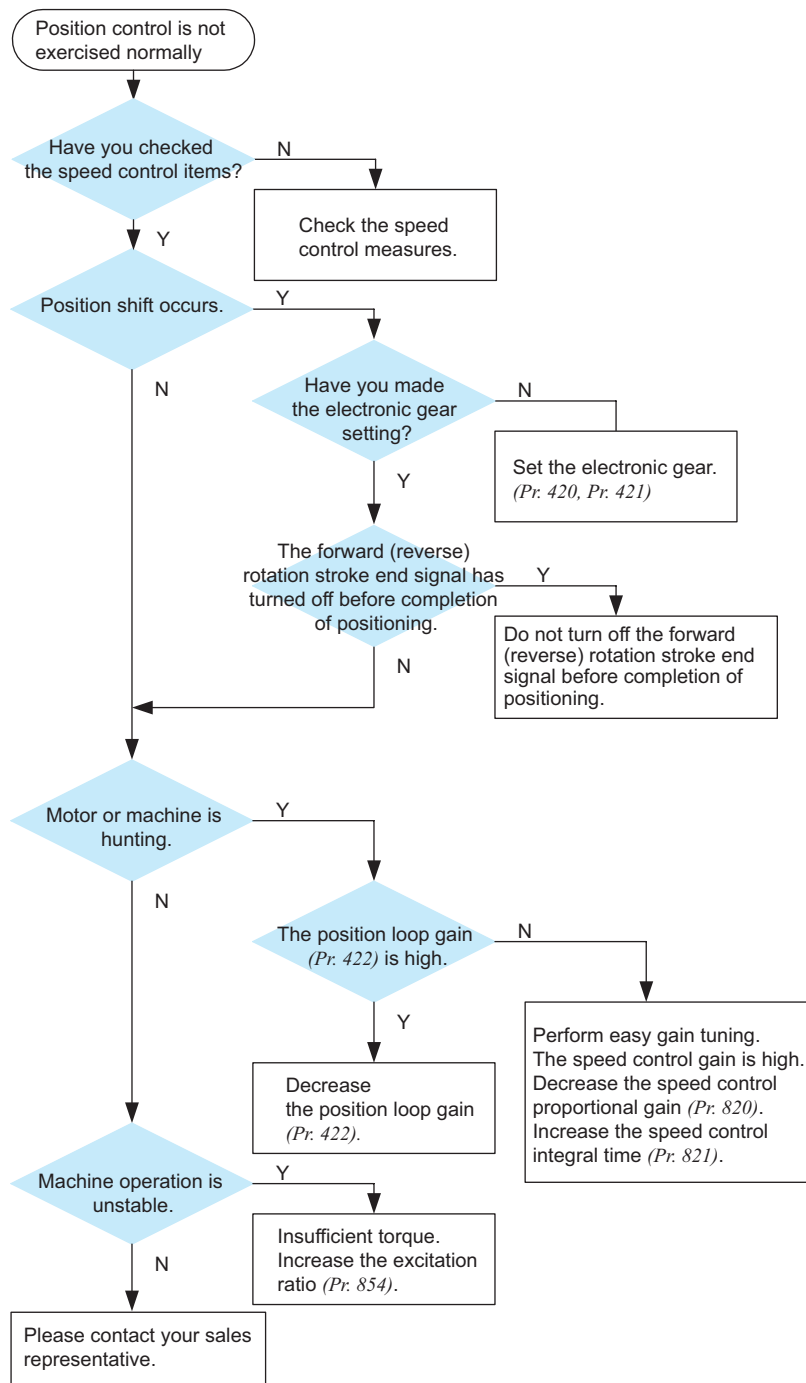 Position control is not
exercised normally
Have you checked
the speed control items?
N
Check the speed
control measures.
Y
Position shift occurs.
Y
N
Have you made
the electronic gear
setting?
N
Set the electronic gear.
(Pr. 420, Pr. 421)
Y
The forward (reverse)
rotation stroke end signal has
turned off before completion
of positioning.
Y
Do not turn off the forward
(reverse) rotation stroke end
signal before completion of
positioning.
N
Motor or machine is
hunting.
Y
N
The position loop gain
(Pr. 422) is high.
N
Y
Perform easy gain tuning.
The speed control gain is high.
Decrease the speed control
proportional gain (Pr. 820).
Increase the speed control
integral time (Pr. 821).
Decrease
the position loop gain
(Pr. 422).
Machine operation is
unstable.
Y
Insufficient torque.
Increase the excitation
ratio (Pr. 854).
N
Please contact your sales
representative.